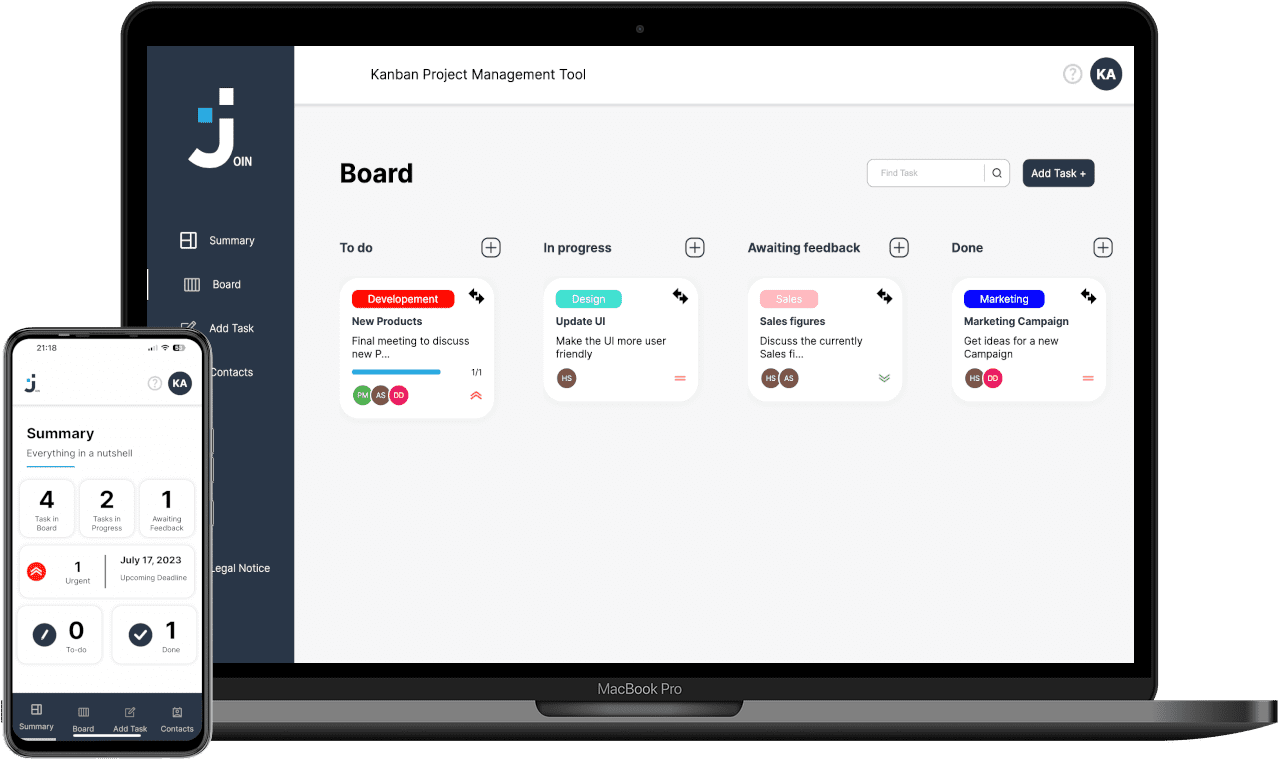 Kanban Project Management Tool
?
KA
j
OIN
Board
Find Task
Add Task +
Summary
Board
Add Task
Contacts
Legal Notice
To do
In progress
Awaiting feedback
Done
Developement
New Products
Final meeting to discuss
new P...
1/1
PM
AS
DD
Design
Update UI
Make the UI more user
friendly
HS
Sales
Sales figures
Discuss the currently
Sales fi...
HS
AS
Marketing
Marketing Campaign
Get ideas for a new
Campaign
HS
DD
MacBook Pro
21:18
j
?
KA
Summary
Everything in a nutshell
4
Task in
Board
2
Tasks in
Progress
1
Awaiting
Feedback
1
Urgent
July 17, 2023
Upcoming Deadline
0
To-do
1
Done
Summary
Board
Add Task
Contacts